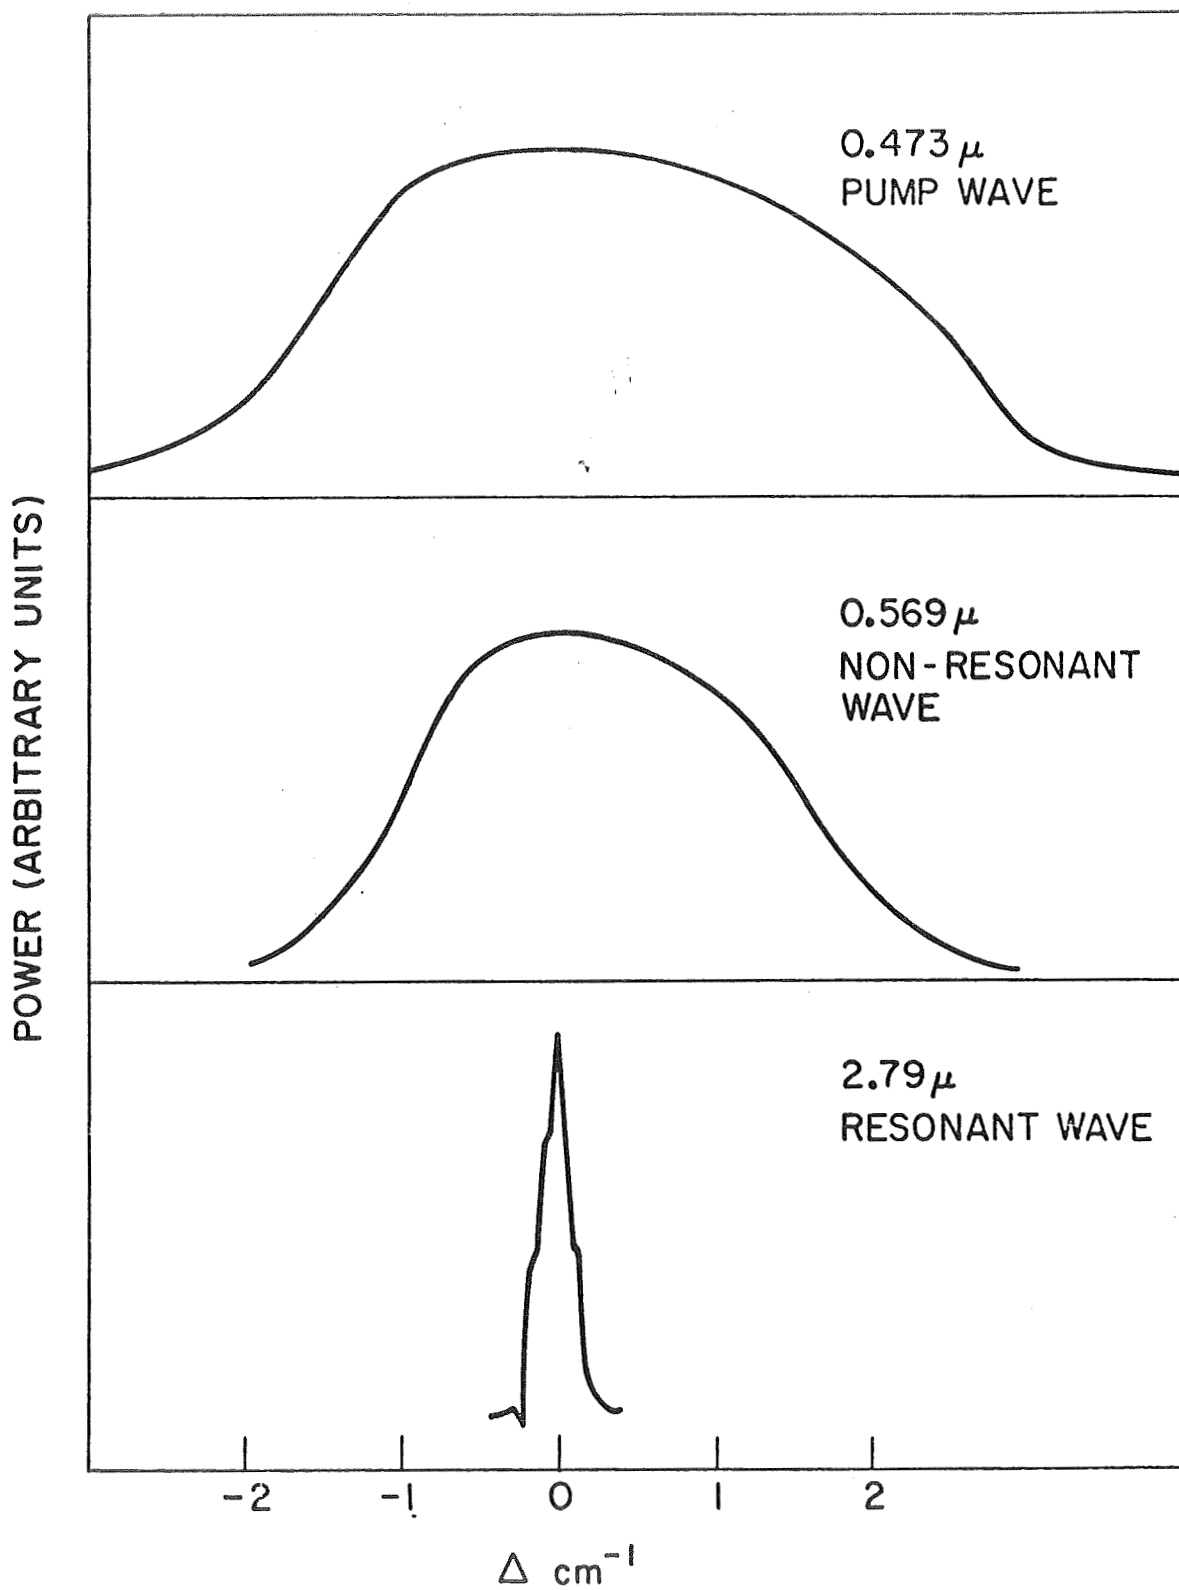 0.473 μ
PUMP WAVE
0.569 μ
NON-RESONANT
WAVE
2.79 μ
RESONANT WAVE
POWER (ARBITRARY UNITS)
-2 -1 0 1 2
Δ cm⁻¹